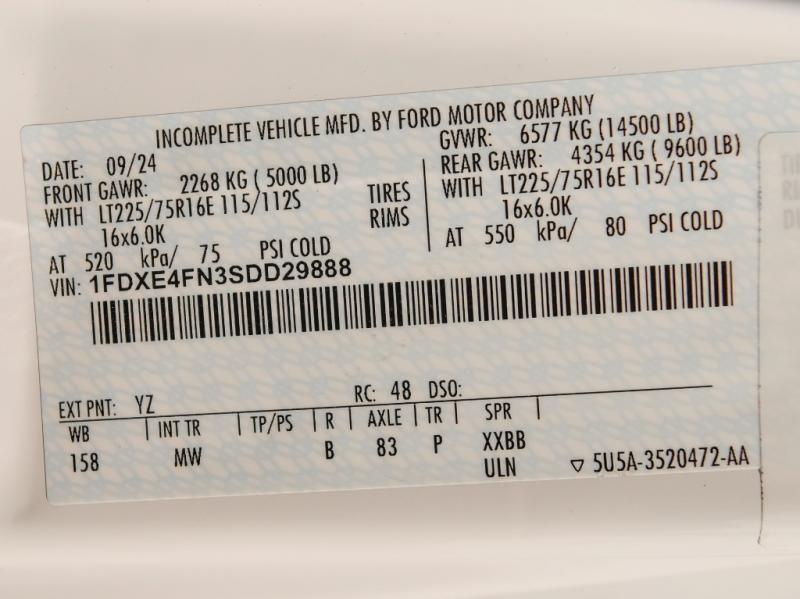 INCOMPLETE VEHICLE MFD. BY FORD MOTOR COMPANY
DATE: 09/24 GVWR: 6577 KG (14500 LB)
FRONT GAWR: 2268 KG ( 5000 LB) REAR GAWR: 4354 KG ( 9600 LB)
WITH LT225/75R16E 115/112S TIRES WITH LT225/75R16E 115/112S
16x6.0K RIMS 16x6.0K
AT 520 kPa/ 75 PSI COLD AT 550 kPa/ 80 PSI COLD
VIN: 1FDXE4FN3SDD29888
EXT PNT: YZ RC: 48 DSO:
WB INT TR TP/PS R AXLE TR SPR
158 MW B 83 P XXBB
ULN ▽ 5U5A-3520472-AA